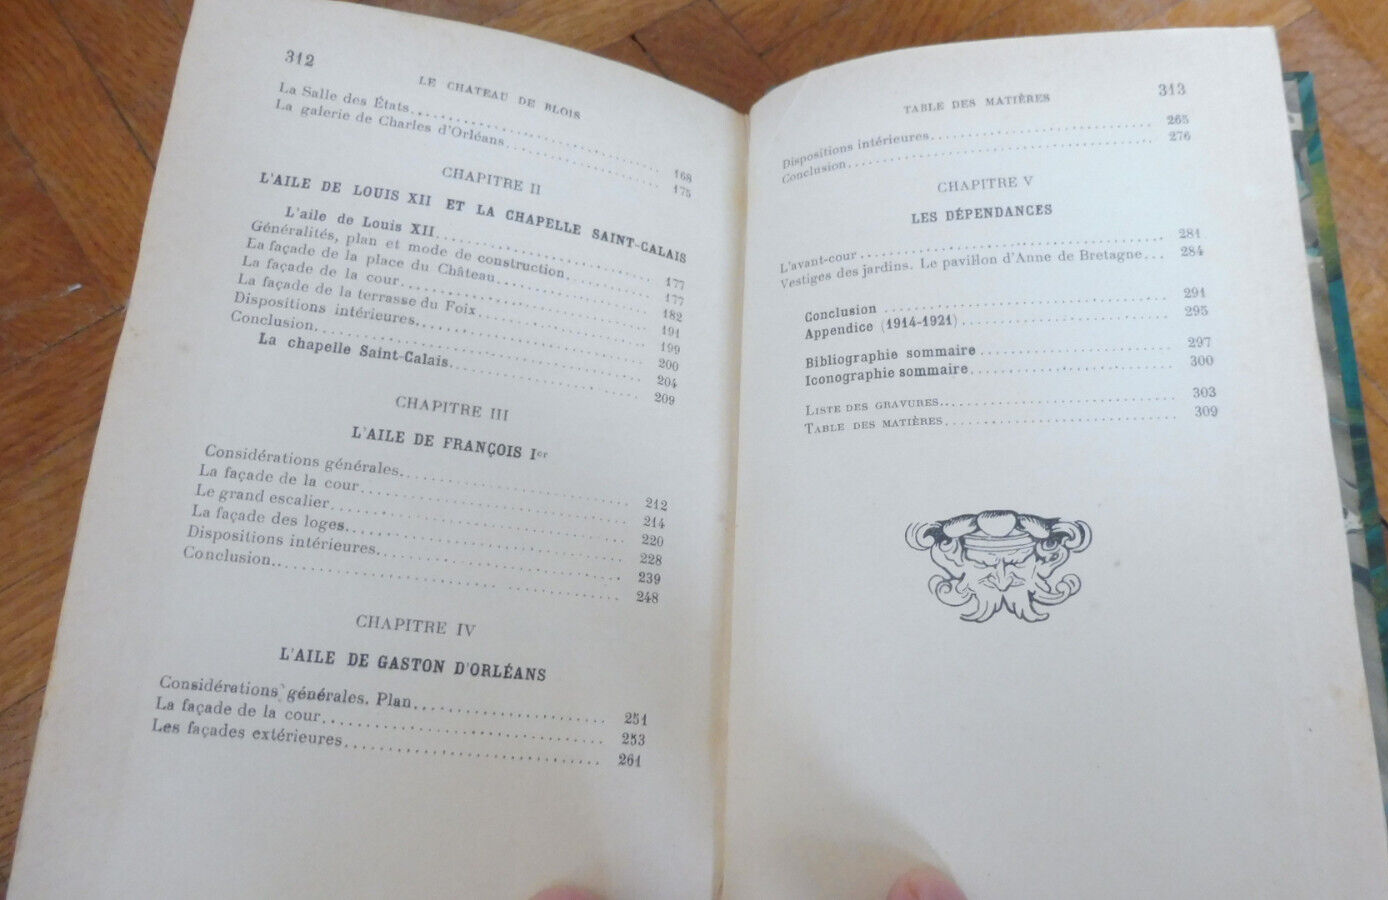 312
LE CHATEAU DE BLOIS
La Salle des États 168
La galerie de Charles d'Orléans 175
CHAPITRE II
L'AILE DE LOUIS XII ET LA CHAPELLE SAINT-CALAIS
L'aile de Louis XII 177
Généralités, plan et mode de construction 177
La façade de la place du Château 182
La façade de la cour 191
La façade de la terrasse du Foix 199
Dispositions intérieures 200
Conclusion 204
La chapelle Saint-Calais 209
CHAPITRE III
L'AILE DE FRANÇOIS Ier
Considérations générales 212
La façade de la cour 214
Le grand escalier 220
La façade des loges 228
Dispositions intérieures 239
Conclusion 248
CHAPITRE IV
L'AILE DE GASTON D'ORLÉANS
Considérations générales. Plan 251
La façade de la cour 253
Les façades extérieures 261
TABLE DES MATIÈRES
313
Dispositions intérieures 265
Conclusion 276
CHAPITRE V
LES DÉPENDANCES
L'avant-cour 281
Vestiges des jardins. Le pavillon d'Anne de Bretagne... 284
Conclusion 291
Appendice (1914-1921) 295
Bibliographie sommaire 297
Iconographie sommaire 300
LISTE DES GRAVURES 303
TABLE DES MATIÈRES 309